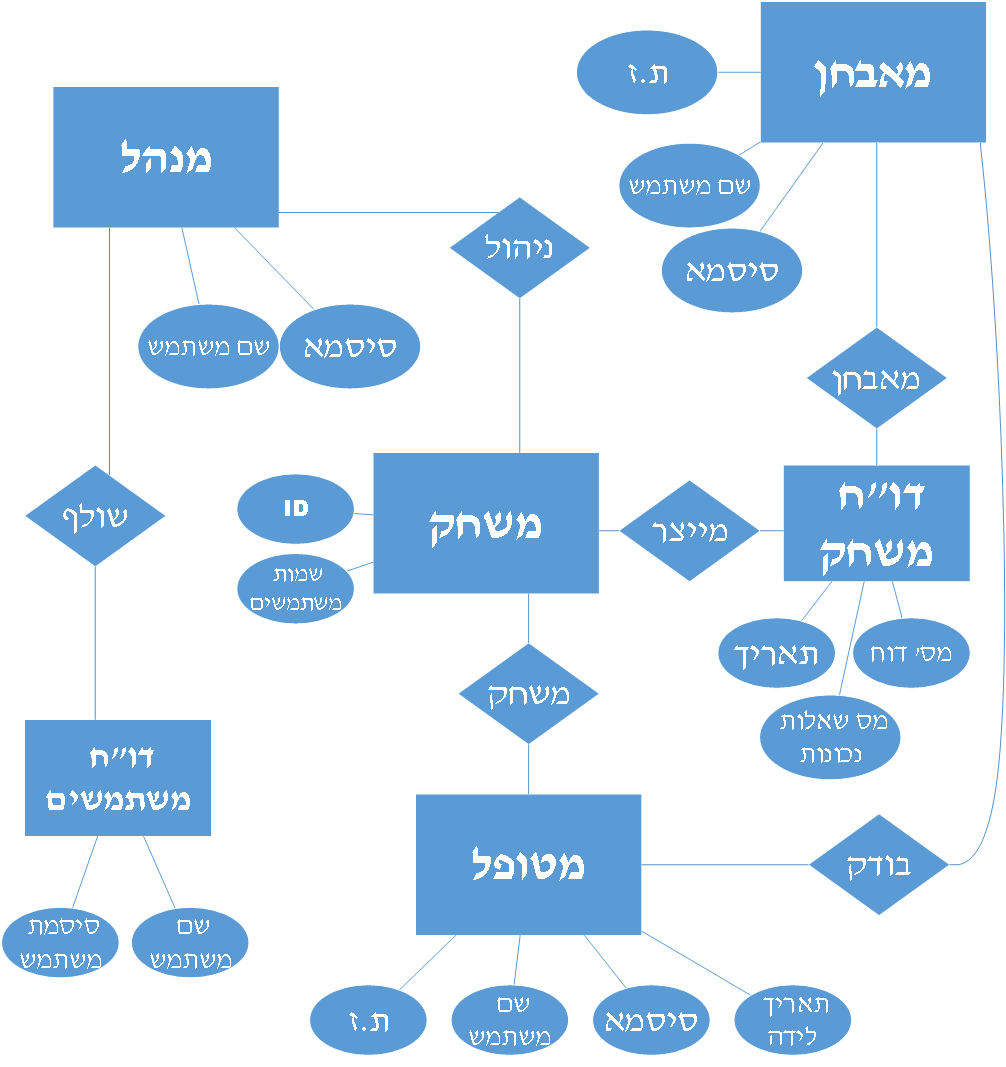 מאבחן
ת.ז
שם משתמש
סיסמא
מנהל
ניהול
שם משתמש
סיסמא
מאבחן
שולף
ID
שמות
משתמשים
משחק
מייצר
דו"ח
משחק
תאריך
מס' דוח
מס שאלות
נכונות
משחק
דו"ח
משתמשים
סיסמת
משתמש
שם
משתמש
מטופל
בודק
ת.ז
שם
משתמש
סיסמא
תאריך
לידה